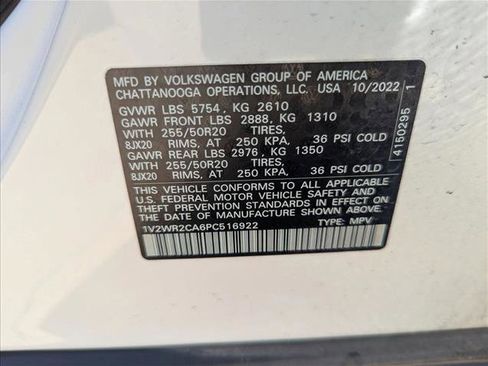 MFD BY VOLKSWAGEN GROUP OF AMERICA
CHATTANOOGA OPERATIONS, LLC. USA 10/2022
GVWR LBS 5754, KG 2610
GAWR FRONT LBS 2888, KG 1310
WITH 255/50R20 TIRES,
8JX20 RIMS, AT 250 KPA, 36 PSI COLD
GAWR REAR LBS 2976, KG 1350
WITH 255/50R20 TIRES,
8JX20 RIMS, AT 250 KPA, 36 PSI COLD
THIS VEHICLE CONFORMS TO ALL APPLICABLE
U.S. FEDERAL MOTOR VEHICLE SAFETY AND
THEFT PREVENTION STANDARDS IN EFFECT ON
THE DATE OF MANUFACTURE SHOWN ABOVE.
1V2WR2CA6PC516922 TYPE: MPV
4150295 1